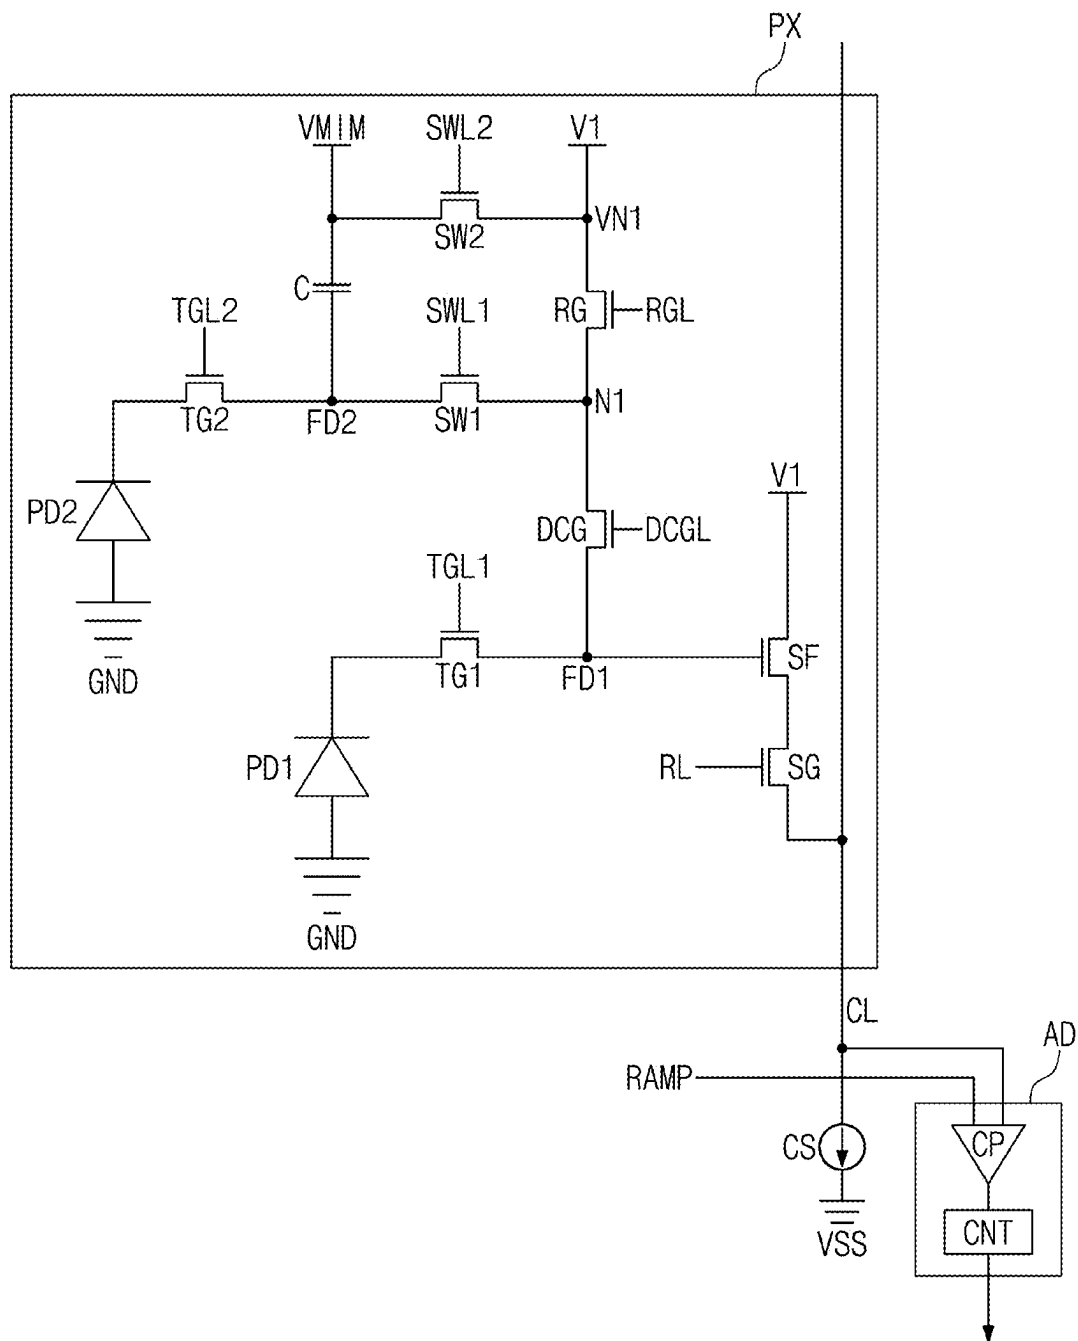 PX
VMIM SWL2 V1
VN1
SW2
C
TGL2 SWL1 RG RGL
TG2 FD2 SW1 N1
V1
PD2 DCG DCGL
TGL1
GND TG1 FD1 SF
PD1 RL SG
GND
CL
AD
RAMP
CS CP
VSS CNT